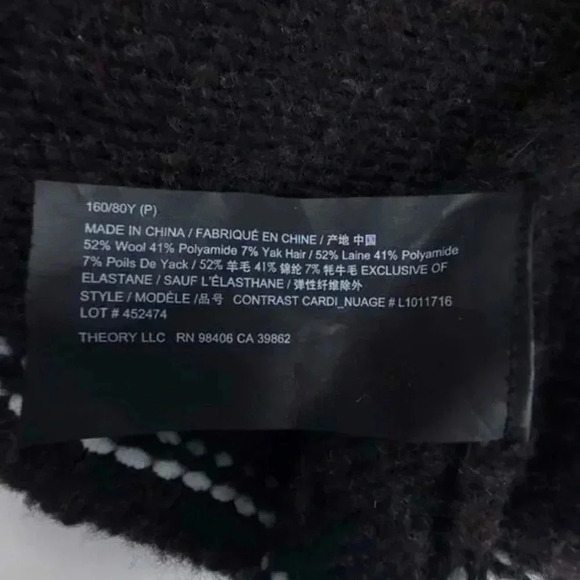 160/80Y (P)
MADE IN CHINA / FABRIQUÉ EN CHINE / 产地 中国
52% Wool 41% Polyamide 7% Yak Hair / 52% Laine 41% Polyamide
7% Poils De Yack / 52% 羊毛 41% 锦纶 7% 牦牛毛 EXCLUSIVE OF
ELASTANE / SAUF L'ÉLASTHANE / 弹性纤维除外
STYLE / MODÈLE /品号 CONTRAST CARDI_NUAGE # L1011716
LOT # 452474
THEORY LLC RN 98406 CA 39862